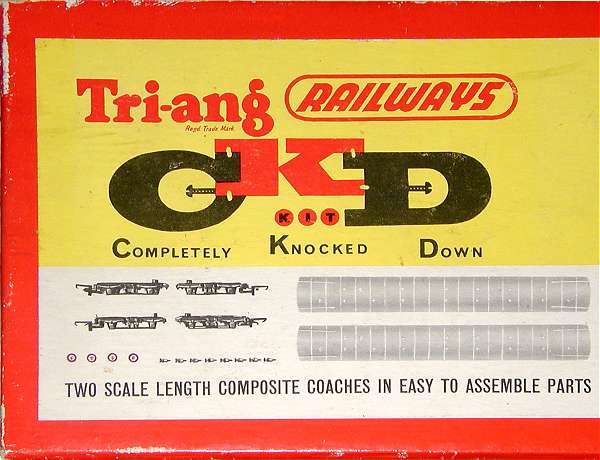 Tri-ang RAILWAYS
Regd. Trade Mark
CKD
KIT
COMPLETELY KNOCKED DOWN
TWO SCALE LENGTH COMPOSITE COACHES IN EASY TO ASSEMBLE PARTS